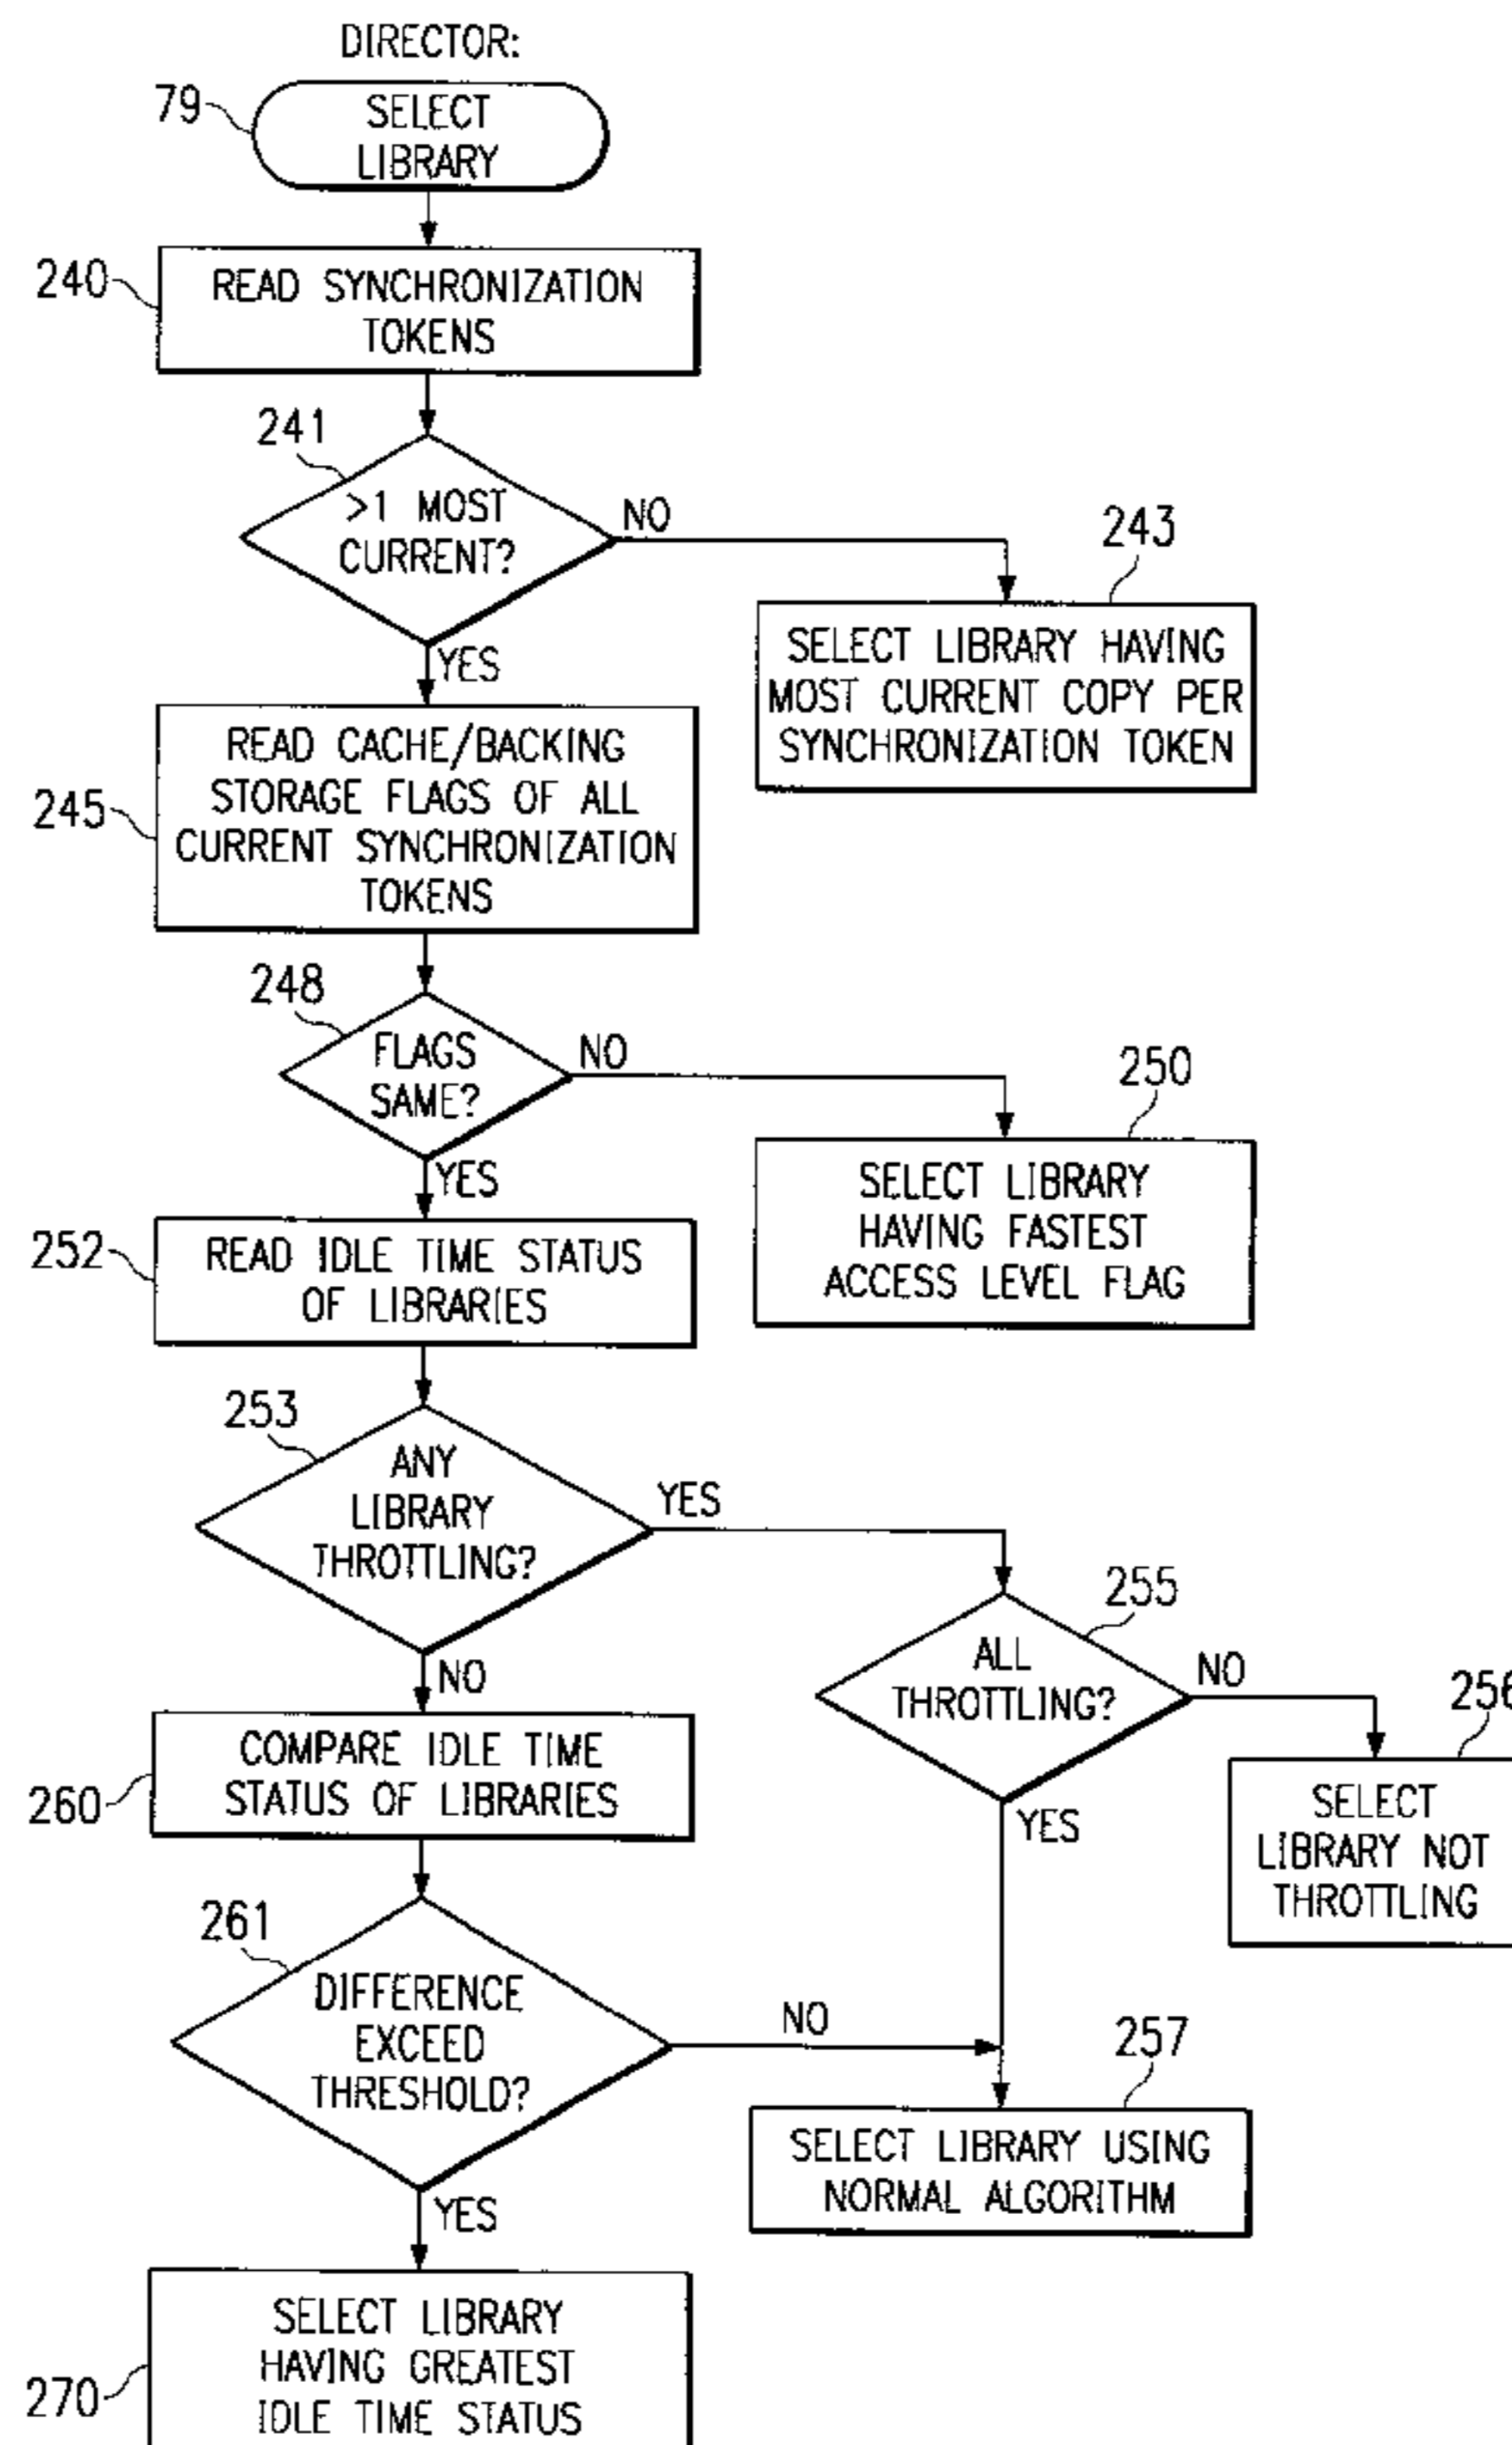 DIRECTOR:
79
SELECT
LIBRARY
240
READ SYNCHRONIZATION
TOKENS
241
>1 MOST
CURRENT?
NO
YES
243
SELECT LIBRARY HAVING
MOST CURRENT COPY PER
SYNCHRONIZATION TOKEN
245
READ CACHE/BACKING
STORAGE FLAGS OF ALL
CURRENT SYNCHRONIZATION
TOKENS
248
FLAGS
SAME?
NO
YES
250
SELECT LIBRARY
HAVING FASTEST
ACCESS LEVEL FLAG
252
READ IDLE TIME STATUS
OF LIBRARIES
253
ANY
LIBRARY
THROTTLING?
YES
NO
255
ALL
THROTTLING?
NO
YES
256
SELECT
LIBRARY NOT
THROTTLING
260
COMPARE IDLE TIME
STATUS OF LIBRARIES
261
DIFFERENCE
EXCEED
THRESHOLD?
NO
YES
257
SELECT LIBRARY USING
NORMAL ALGORITHM
270
SELECT LIBRARY
HAVING GREATEST
IDLE TIME STATUS